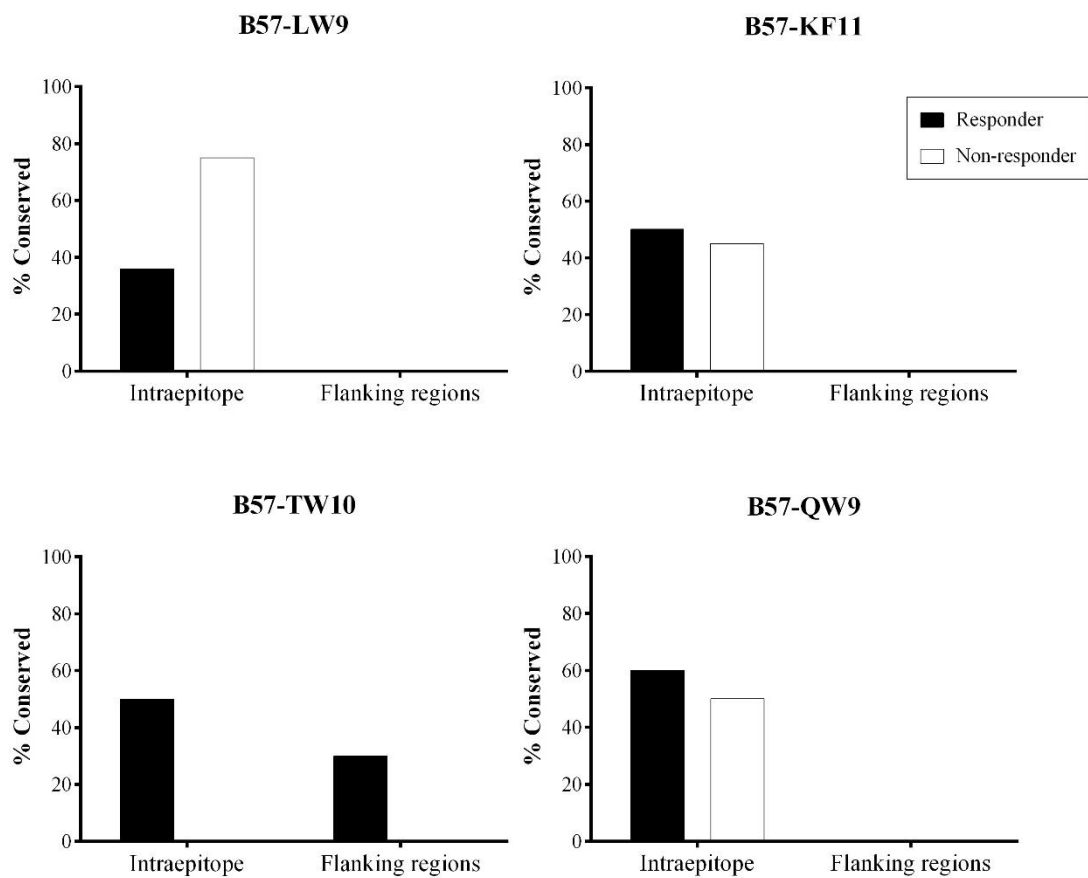 B57-LW9
% Conserved
100
80
60
40
20
0
Intraepitope Flanking regions
B57-KF11
% Conserved
100
80
60
40
20
0
Intraepitope Flanking regions
Responder
Non-responder
B57-TW10
% Conserved
100
80
60
40
20
0
Intraepitope Flanking regions
B57-QW9
% Conserved
100
80
60
40
20
0
Intraepitope Flanking regions